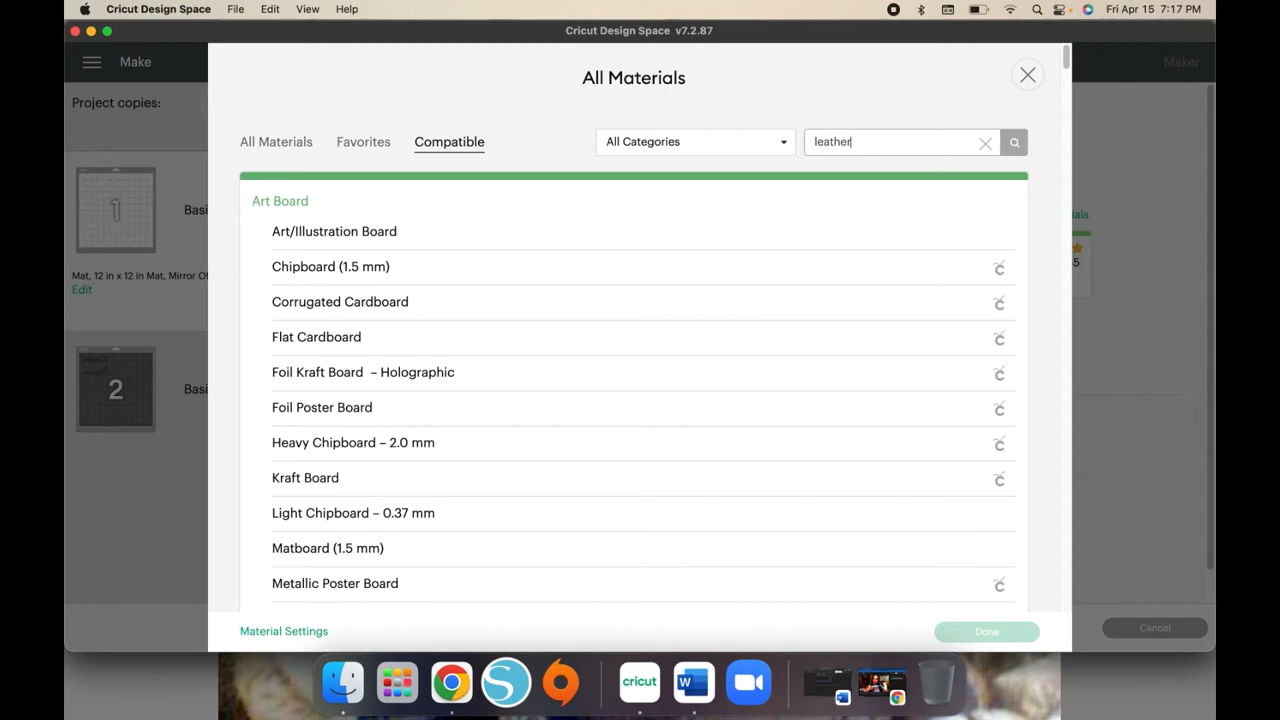 Cricut Design Space File Edit View Help Fri Apr 15 7:17 PM
Cricut Design Space v7.2.87
Make
Maker
All Materials
Project copies:
All Materials Favorites Compatible All Categories leather
Art Board
Art/Illustration Board
1
Basi
Chipboard (1.5 mm)
Mat, 12 in x 12 in Mat, Mirror Of
Edit
ials
5
Corrugated Cardboard
Flat Cardboard
Foil Kraft Board – Holographic
2
Basi
Foil Poster Board
Heavy Chipboard – 2.0 mm
Kraft Board
Light Chipboard – 0.37 mm
Matboard (1.5 mm)
Metallic Poster Board
Material Settings Done
Cancel
cricut W